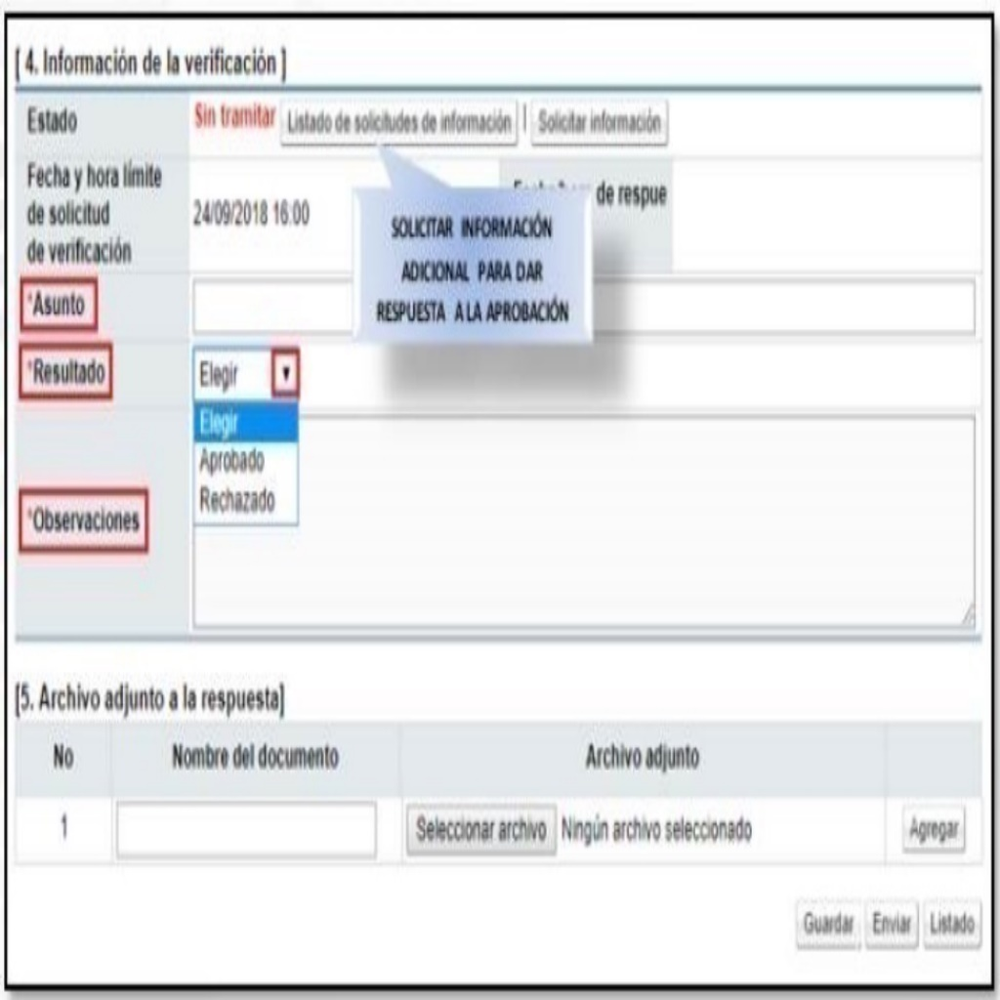 [ 4. Información de la verificación ]
Estado
Sin tramitar Listado de solicitudes de información | Solicitar información
Fecha y hora límite
de solicitud
de verificación
24/09/2018 16:00
de respue
SOLICITAR INFORMACIÓN
ADICIONAL PARA DAR
RESPUESTA A LA APROBACIÓN
*Asunto
*Resultado
Elegir
Elegir
Aprobado
Rechazado
*Observaciones
[5. Archivo adjunto a la respuesta]
No Nombre del documento Archivo adjunto
1 Seleccionar archivo Ningún archivo seleccionado Agregar
Guardar Enviar Listado